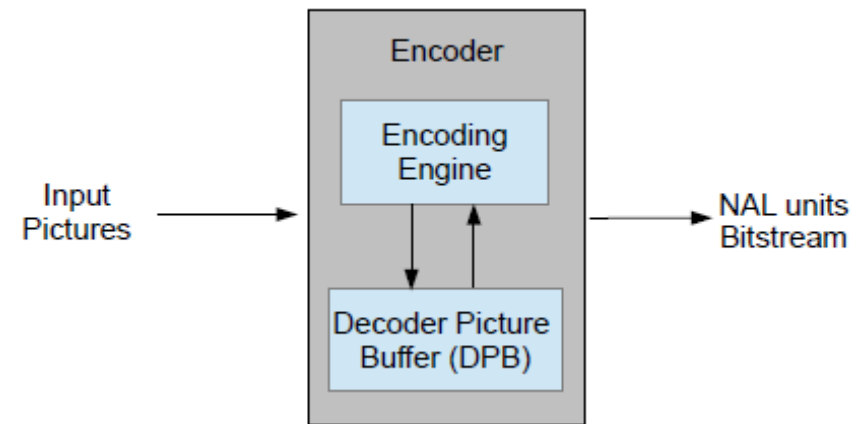 Encoder
Encoding
Engine
Input
Pictures
NAL units
Bitstream
Decoder Picture
Buffer (DPB)